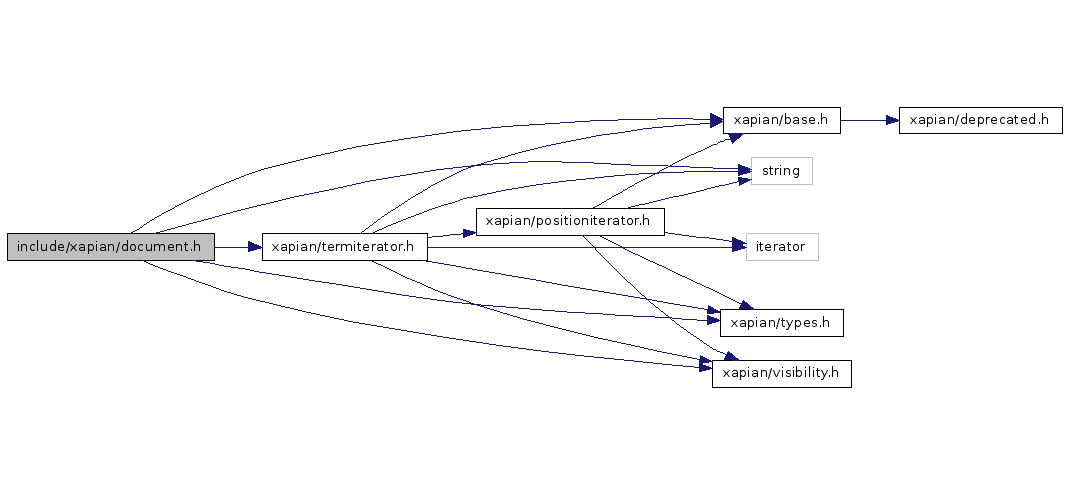 xapian/base.h
xapian/deprecated.h
string
xapian/positioniterator.h
include/xapian/document.h
xapian/termiterator.h
iterator
xapian/types.h
xapian/visibility.h